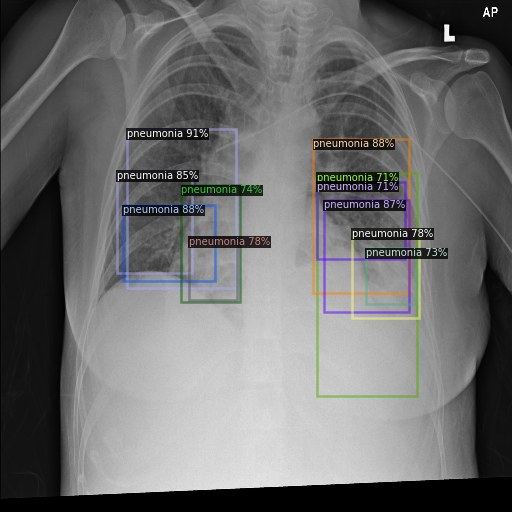 AP
L
pneumonia 91%
pneumonia 88%
pneumonia 85%
pneumonia 71%
pneumonia 74%
pneumonia 71%
pneumonia 88%
pneumonia 87%
pneumonia 78%
pneumonia 78%
pneumonia 73%